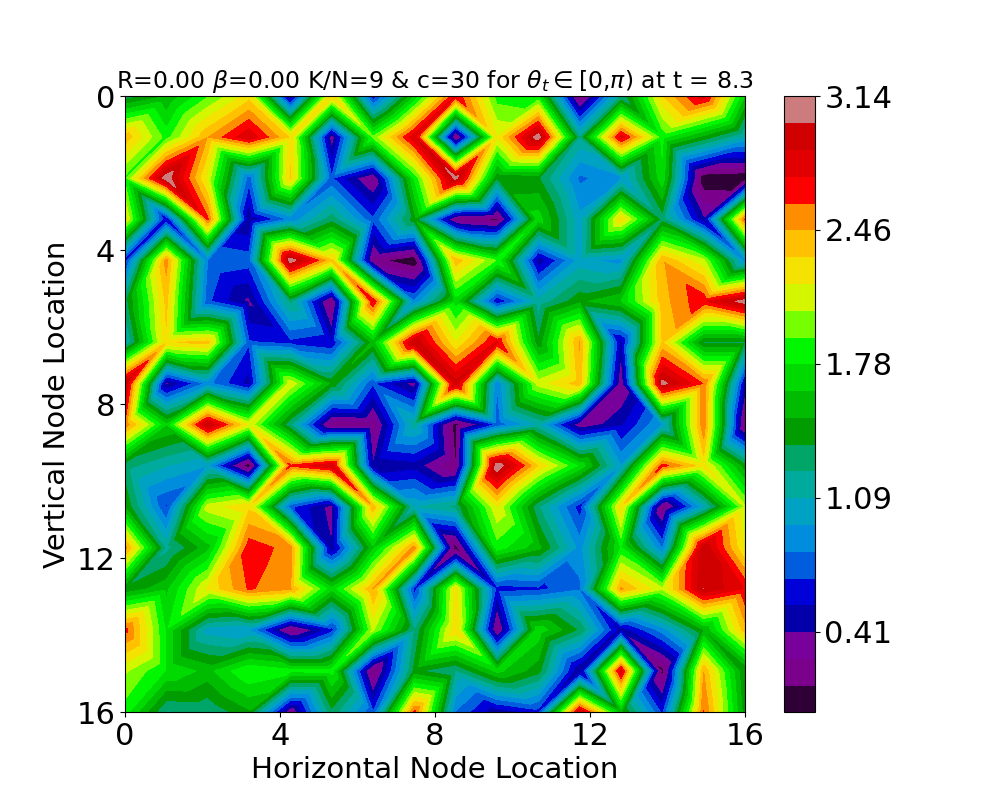 R=0.00 β=0.00 K/N=9 & c=30 for θₜ ∈ [0,π) at t = 8.3
0
4
8
12
16
0 4 8 12 16
Vertical Node Location
Horizontal Node Location
3.14
2.46
1.78
1.09
0.41